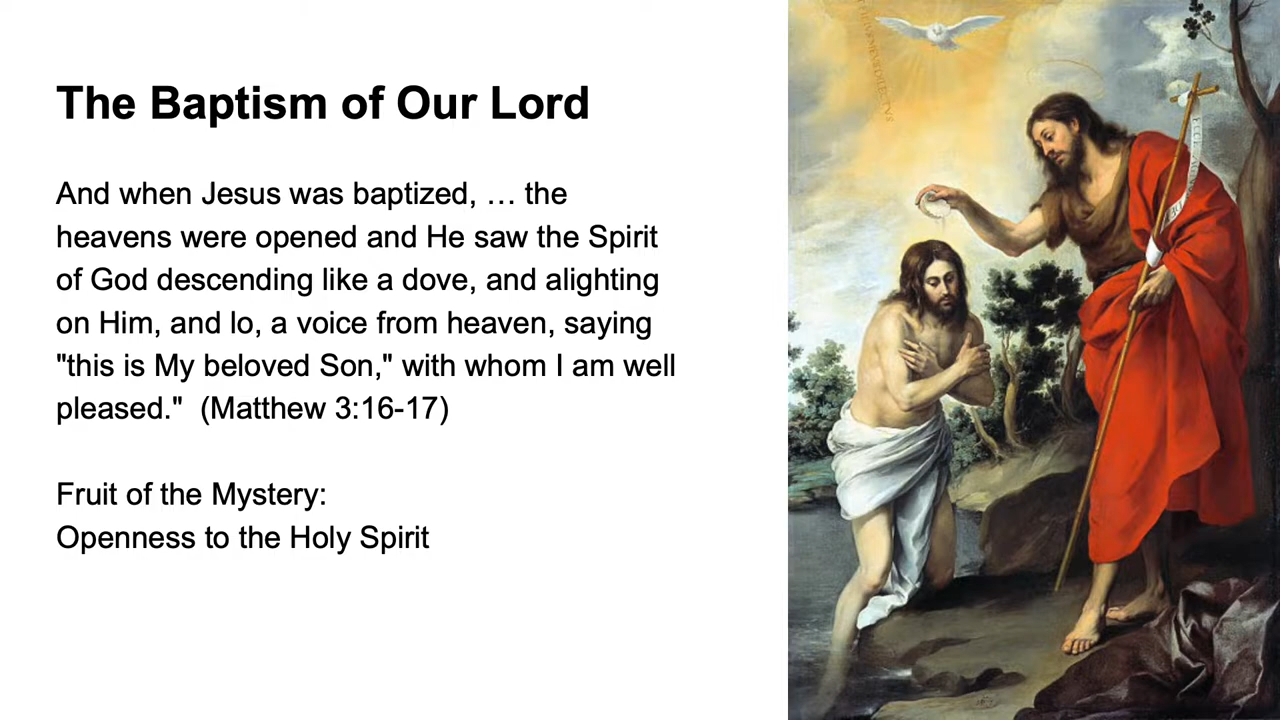 The Baptism of Our Lord
And when Jesus was baptized, … the
heavens were opened and He saw the Spirit
of God descending like a dove, and alighting
on Him, and lo, a voice from heaven, saying
"this is My beloved Son," with whom I am well
pleased."  (Matthew 3:16-17)
Fruit of the Mystery:
Openness to the Holy Spirit